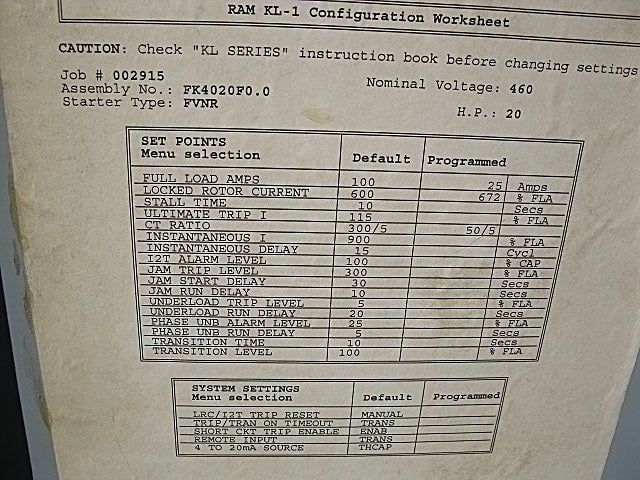 RAM KL-1 Configuration Worksheet
CAUTION: Check "KL SERIES" instruction book before changing settings
Job # 002915
Nominal Voltage: 460
Assembly No.: FK4020F0.0
Starter Type: FVNR
H.P.: 20
SET POINTS
Menu selection Default Programmed
FULL LOAD AMPS 100 25 Amps
LOCKED ROTOR CURRENT 600 672 % FLA
STALL TIME 10 Secs
ULTIMATE TRIP I 115 % FLA
CT RATIO 300/5 50/5
INSTANTANEOUS I 900 % FLA
INSTANTANEOUS DELAY 15 Cycl
I2T ALARM LEVEL 100 % CAP
JAM TRIP LEVEL 300 % FLA
JAM START DELAY 30 Secs
JAM RUN DELAY 10 Secs
UNDERLOAD TRIP LEVEL 5 % FLA
UNDERLOAD RUN DELAY 20 Secs
PHASE UNB ALARM LEVEL 25 % FLA
PHASE UNB RUN DELAY 5 Secs
TRANSITION TIME 10 Secs
TRANSITION LEVEL 100 % FLA
SYSTEM SETTINGS
Menu selection Default Programmed
LRC/I2T TRIP RESET MANUAL
TRIP/TRAN ON TIMEOUT TRANS
SHORT CKT TRIP ENABLE ENAB
REMOTE INPUT TRANS
4 TO 20mA SOURCE THCAP